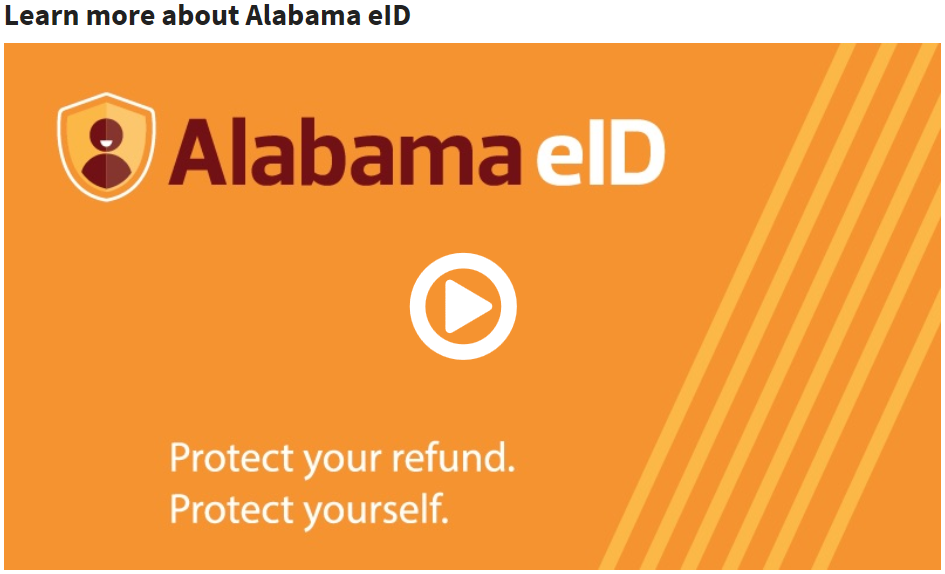 Learn more about Alabama eID
Alabama eID
Protect your refund.
Protect yourself.